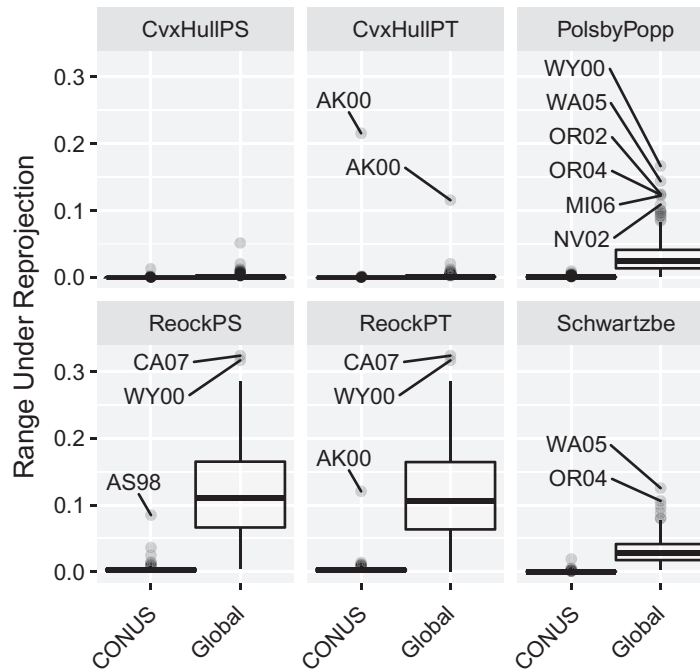 CvxHullPS
CvxHullPT
PolsbyPopp
0.3
0.2
0.1
0.0
AK00
AK00
WY00
WA05
OR02
OR04
MI06
NV02
Range Under Reprojection
ReockPS
ReockPT
Schwartzbe
0.3
0.2
0.1
0.0
CA07
WY00
AS98
CA07
WY00
AK00
WA05
OR04
CONUS
Global
CONUS
Global
CONUS
Global